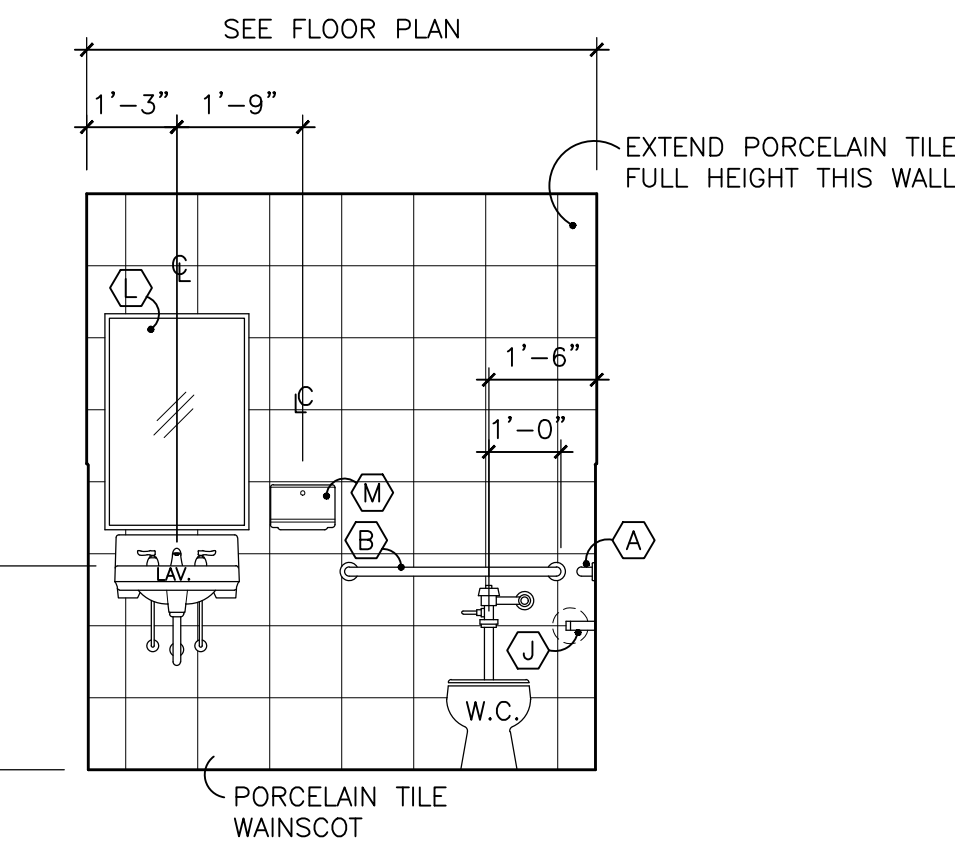 SEE FLOOR PLAN
1'-3" 1'-9"
EXTEND PORCELAIN TILE
FULL HEIGHT THIS WALL
℄
L
1'-6"
℄
1'-0"
M
B
A
LAV.
J
W.C.
PORCELAIN TILE
WAINSCOT